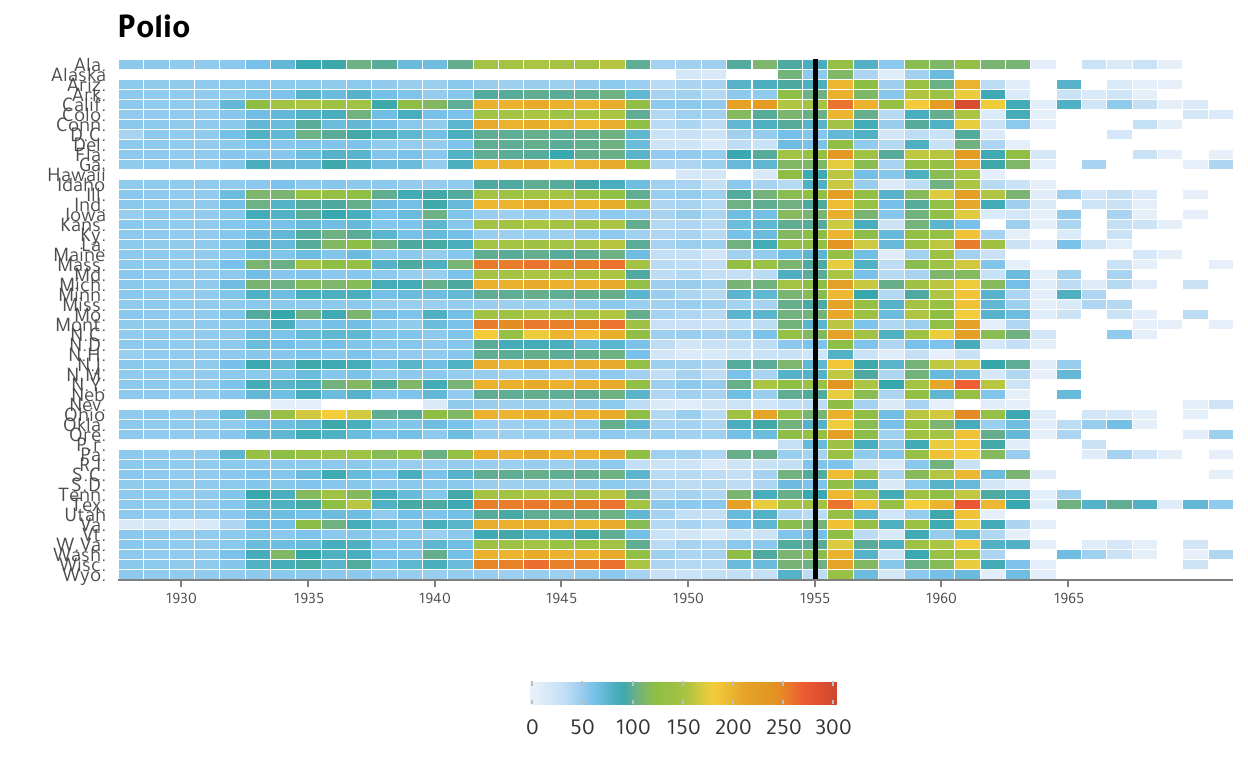 Polio
Ala.
Alaska
Ariz.
Ark.
Calif.
Colo.
Conn.
D.C.
Del.
Fla.
Ga.
Hawaii
Idaho
Ill.
Ind.
Iowa
Kans.
Ky.
La.
Maine
Mass.
Md.
Mich.
Minn.
Miss.
Mo.
Mont.
N.C.
N.D.
N.H.
N.J.
N.M.
N.Y.
Neb
Nev.
Ohio
Okla.
Ore.
Pa.
Rd.
S.C.
S.D.
Tenn.
Tex.
Utah
Va.
Vt.
W.Va.
Wash.
Wisc.
Wyo.
1930 1935 1940 1945 1950 1955 1960 1965
0 50 100 150 200 250 300